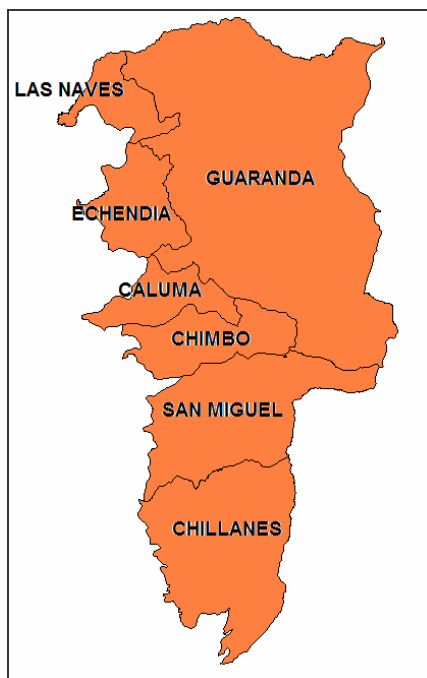 LAS NAVES
GUARANDA
ECHENDIA
CALUMA
CHIMBO
SAN MIGUEL
CHILLANES